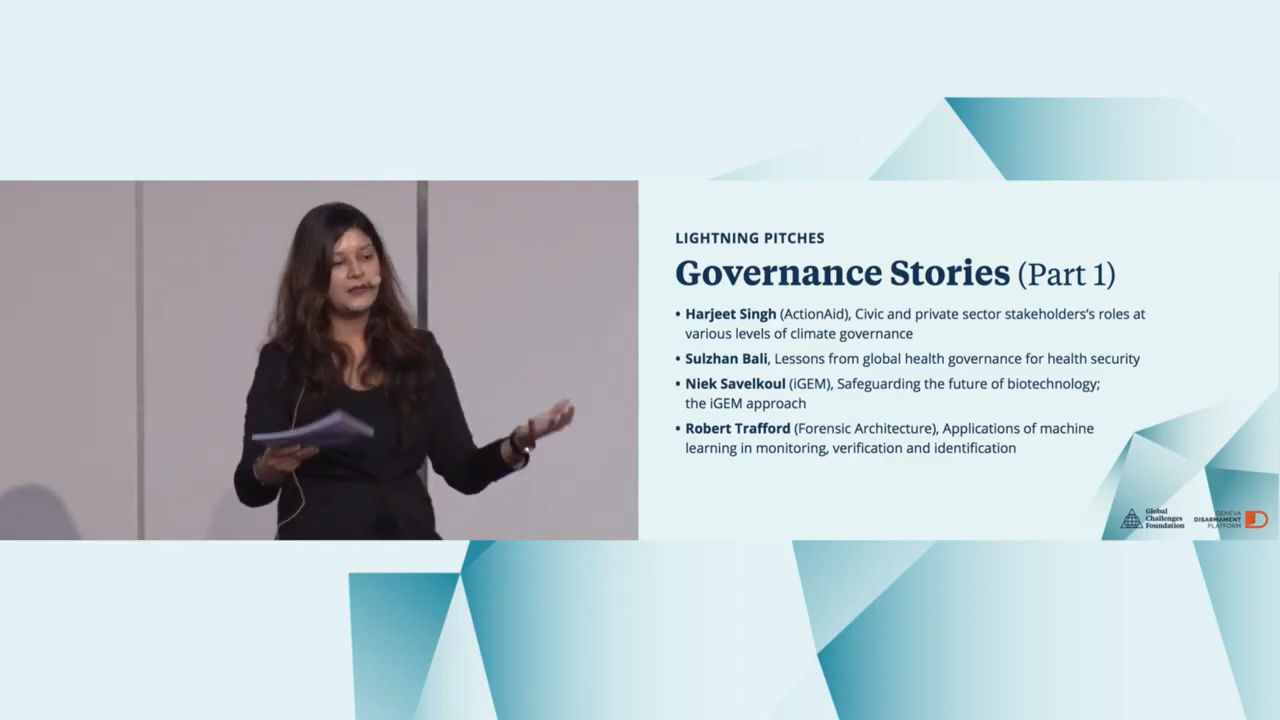 LIGHTNING PITCHES
Governance Stories (Part 1)
• Harjeet Singh (ActionAid), Civic and private sector stakeholders's roles at
various levels of climate governance
• Sulzhan Bali, Lessons from global health governance for health security
• Niek Savelkoul (iGEM), Safeguarding the future of biotechnology;
the iGEM approach
• Robert Trafford (Forensic Architecture), Applications of machine
learning in monitoring, verification and identification
Global
Challenges
Foundation
GENEVA
DISARMAMENT
PLATFORM